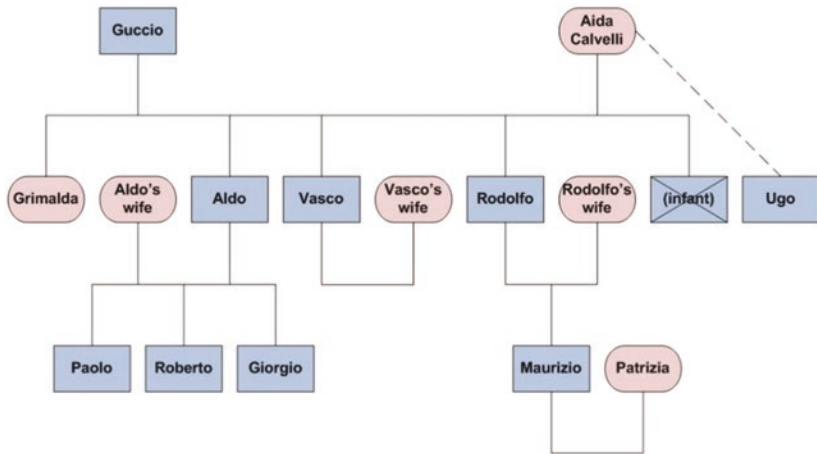 Guccio
Aida
Calvelli
Grimalda
Aldo's
wife
Aldo
Vasco
Vasco's
wife
Rodolfo
Rodolfo's
wife
(infant)
Ugo
Paolo
Roberto
Giorgio
Maurizio
Patrizia